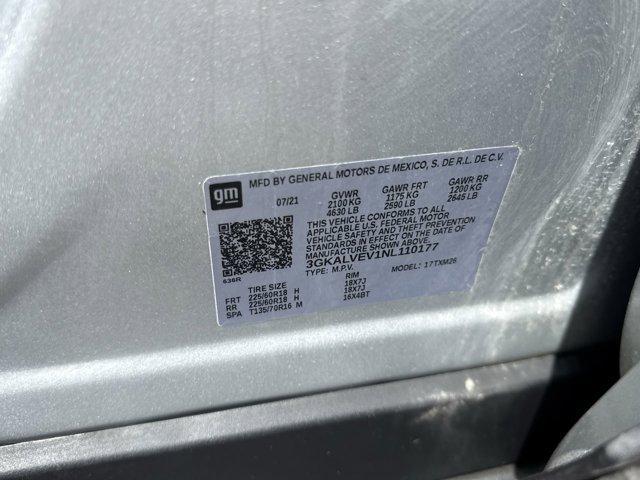 gm MFD BY GENERAL MOTORS DE MEXICO, S. DE R.L. DE C.V.
07/21 GVWR GAWR FRT GAWR RR
2100 KG 1175 KG 1200 KG
4630 LB 2590 LB 2645 LB
THIS VEHICLE CONFORMS TO ALL
APPLICABLE U.S. FEDERAL MOTOR
VEHICLE SAFETY AND THEFT PREVENTION
STANDARDS IN EFFECT ON THE DATE OF
MANUFACTURE SHOWN ABOVE.
3GKALVEV1NL110177
636R TYPE: M.P.V. MODEL: 17TXM26
TIRE SIZE RIM
FRT 225/60R18 H 18X7J
RR 225/60R18 H 18X7J
SPA T135/70R16 M 16X4BT